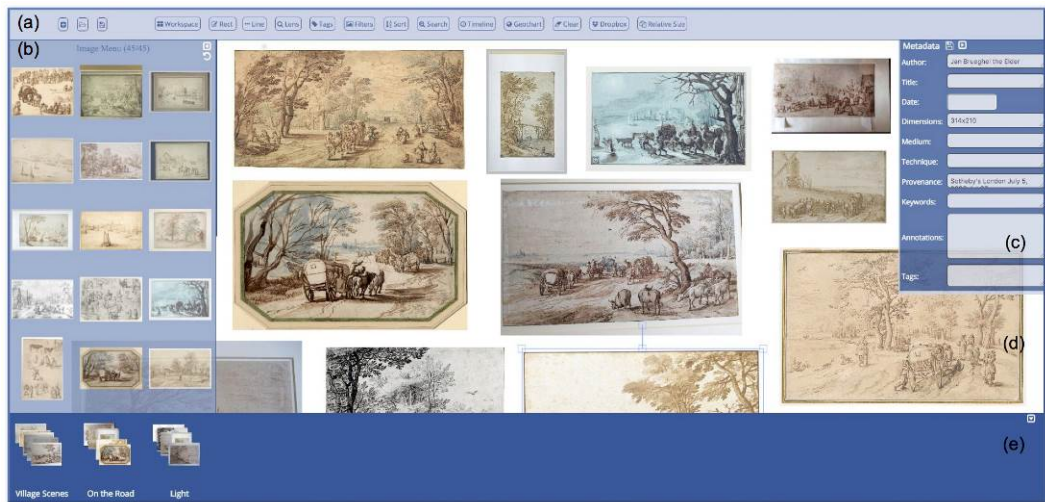 (a)
Workspace Rect Line Lens Tags Filters Sort Search Timeline Geochart Clear Dropbox Relative Size
(b)
Image Menu (45/45)
Metadata
Author: Jan Brueghel the Elder
Title:
Date:
Dimensions: 314x210
Medium:
Technique:
Provenance: Sotheby's London July 5,
Keywords:
Annotations:
(c)
Tags:
(d)
(e)
Village Scenes On the Road Light